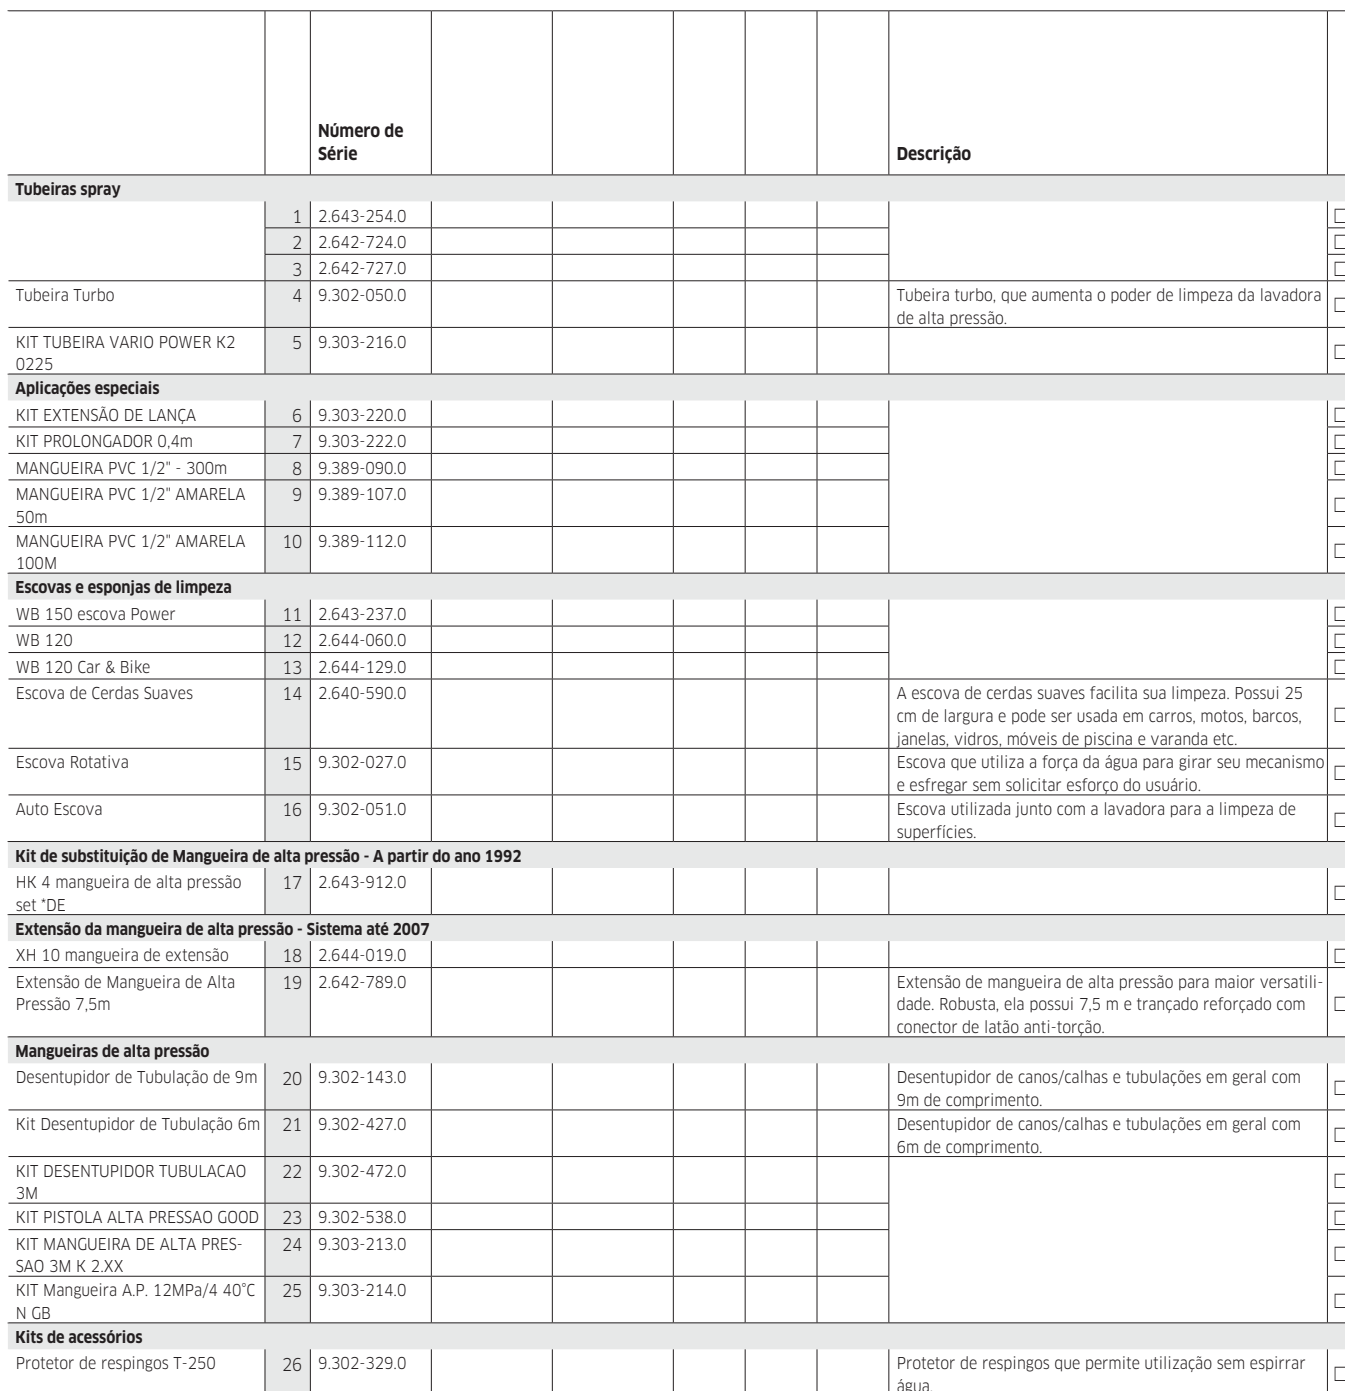 Número de
Série
Descrição
Tubeiras spray
1 2.643-254.0
2 2.642-724.0
3 2.642-727.0
Tubeira Turbo 4 9.302-050.0 Tubeira turbo, que aumenta o poder de limpeza da lavadora
de alta pressão.
KIT TUBEIRA VARIO POWER K2 5 9.303-216.0
0225
Aplicações especiais
KIT EXTENSÃO DE LANÇA 6 9.303-220.0
KIT PROLONGADOR 0,4m 7 9.303-222.0
MANGUEIRA PVC 1/2" - 300m 8 9.389-090.0
MANGUEIRA PVC 1/2" AMARELA 9 9.389-107.0
50m
MANGUEIRA PVC 1/2" AMARELA 10 9.389-112.0
100M
Escovas e esponjas de limpeza
WB 150 escova Power 11 2.643-237.0
WB 120 12 2.644-060.0
WB 120 Car & Bike 13 2.644-129.0
Escova de Cerdas Suaves 14 2.640-590.0 A escova de cerdas suaves facilita sua limpeza. Possui 25
cm de largura e pode ser usada em carros, motos, barcos,
janelas, vidros, móveis de piscina e varanda etc.
Escova Rotativa 15 9.302-027.0 Escova que utiliza a força da água para girar seu mecanismo
e esfregar sem solicitar esforço do usuário.
Auto Escova 16 9.302-051.0 Escova utilizada junto com a lavadora para a limpeza de
superfícies.
Kit de substituição de Mangueira de alta pressão - A partir do ano 1992
HK 4 mangueira de alta pressão 17 2.643-912.0
set *DE
Extensão da mangueira de alta pressão - Sistema até 2007
XH 10 mangueira de extensão 18 2.644-019.0
Extensão de Mangueira de Alta 19 2.642-789.0 Extensão de mangueira de alta pressão para maior versatili-
Pressão 7,5m dade. Robusta, ela possui 7,5 m e trançado reforçado com
conector de latão anti-torção.
Mangueiras de alta pressão
Desentupidor de Tubulação de 9m 20 9.302-143.0 Desentupidor de canos/calhas e tubulações em geral com
9m de comprimento.
Kit Desentupidor de Tubulação 6m 21 9.302-427.0 Desentupidor de canos/calhas e tubulações em geral com
6m de comprimento.
KIT DESENTUPIDOR TUBULACAO 22 9.302-472.0
3M
KIT PISTOLA ALTA PRESSAO GOOD 23 9.302-538.0
KIT MANGUEIRA DE ALTA PRES- 24 9.303-213.0
SAO 3M K 2.XX
KIT Mangueira A.P. 12MPa/4 40°C 25 9.303-214.0
N GB
Kits de acessórios
Protetor de respingos T-250 26 9.302-329.0 Protetor de respingos que permite utilização sem espirrar
água.